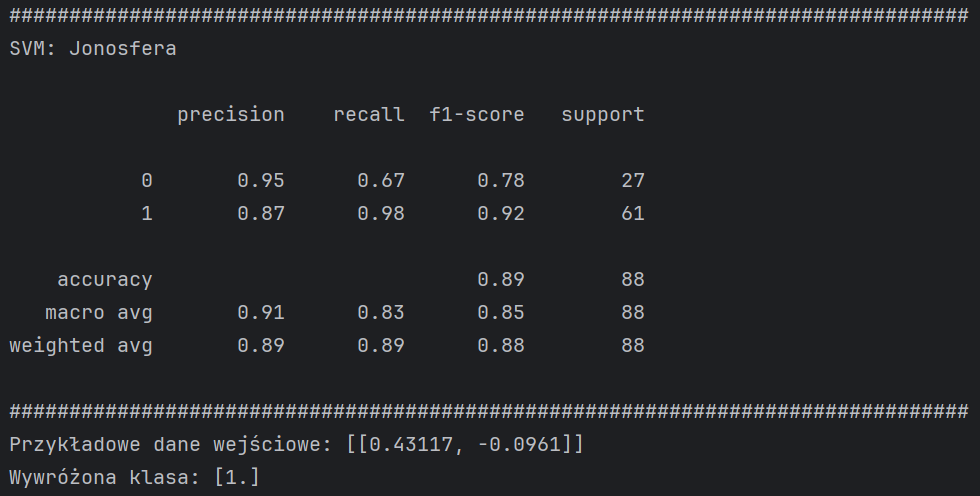 ################################################################################
SVM: Jonosfera
precision recall f1-score support
0 0.95 0.67 0.78 27
1 0.87 0.98 0.92 61
accuracy 0.89 88
macro avg 0.91 0.83 0.85 88
weighted avg 0.89 0.89 0.88 88
################################################################################
Przykładowe dane wejściowe: [[0.43117, -0.0961]]
Wywróżona klasa: [1.]